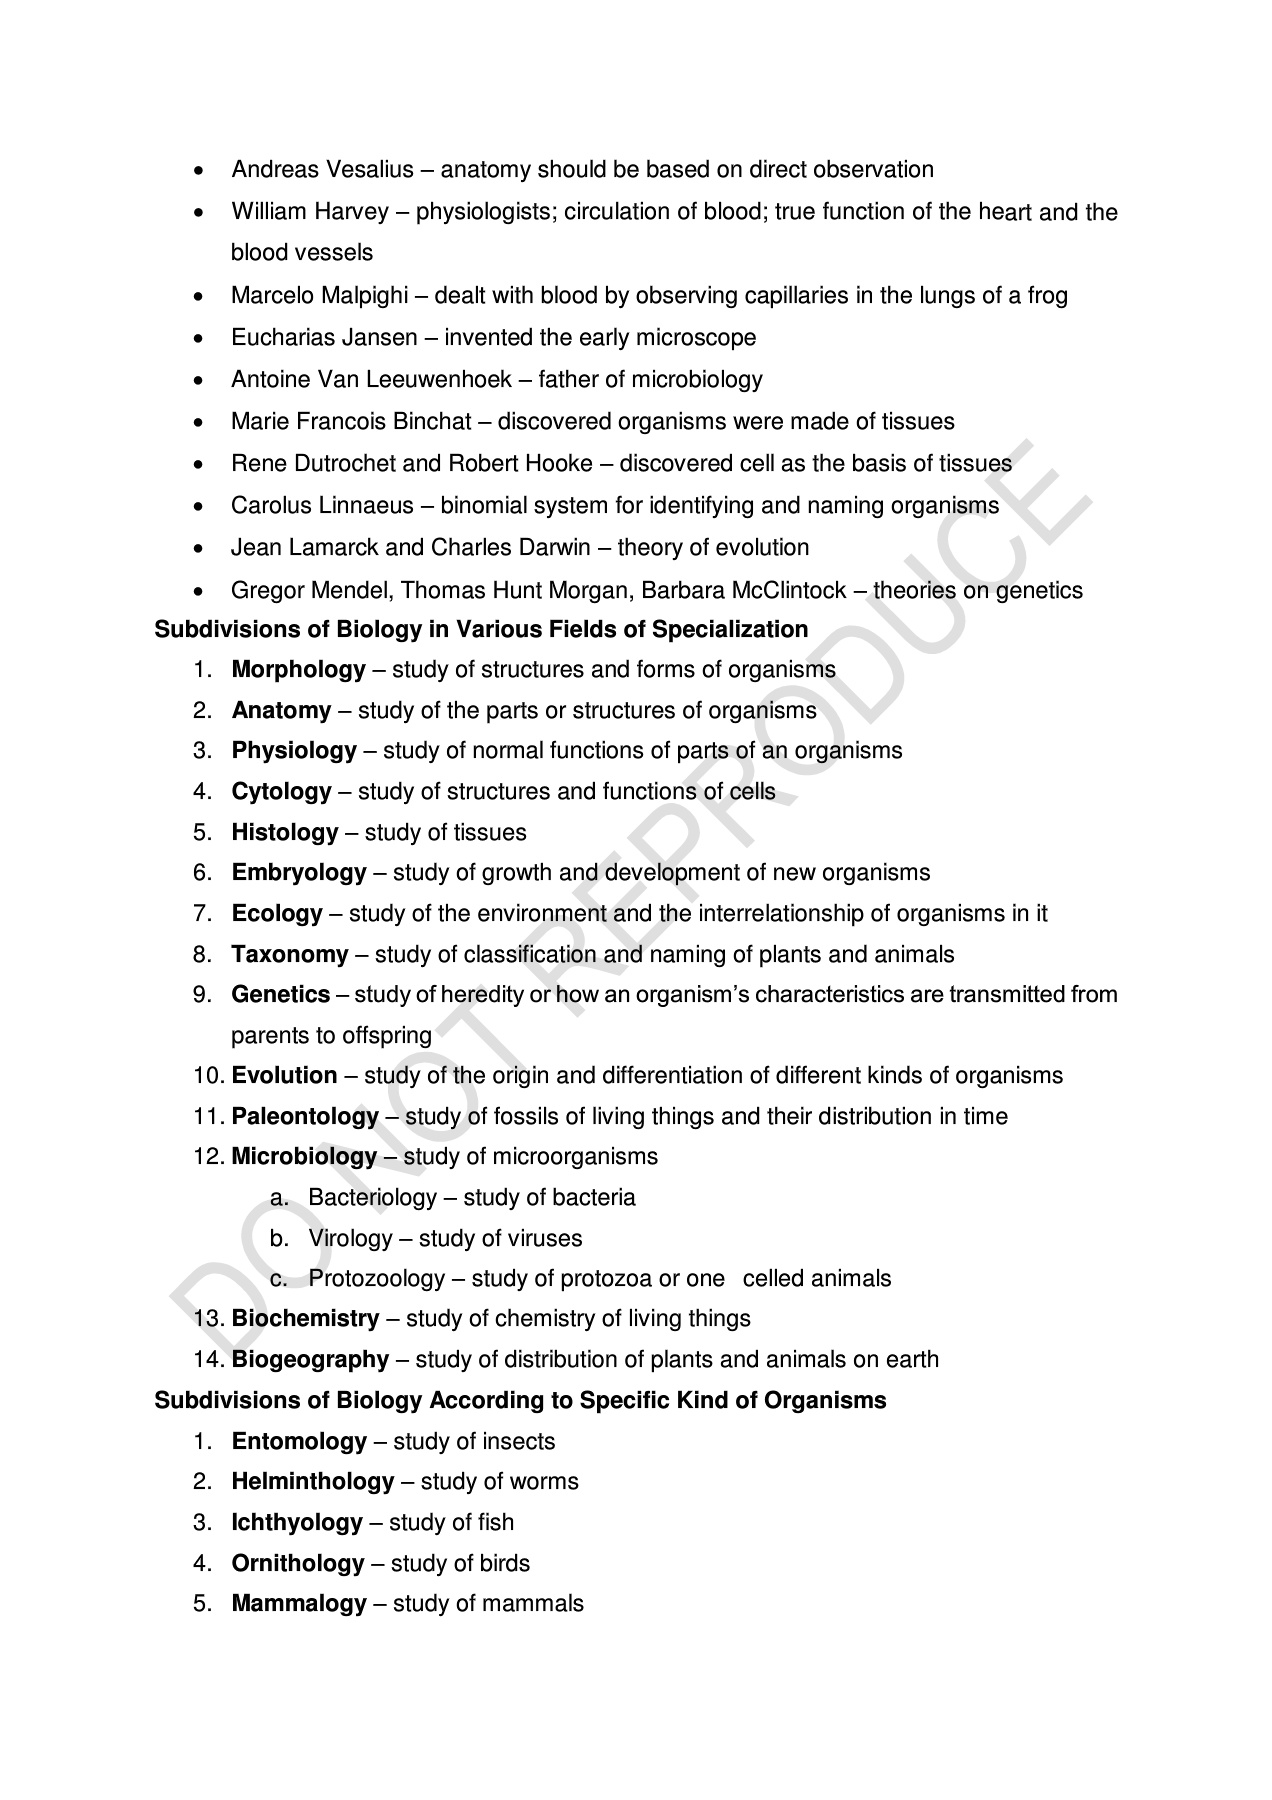 • Andreas Vesalius – anatomy should be based on direct observation
• William Harvey – physiologists; circulation of blood; true function of the heart and the
blood vessels
• Marcelo Malpighi – dealt with blood by observing capillaries in the lungs of a frog
• Eucharias Jansen – invented the early microscope
• Antoine Van Leeuwenhoek – father of microbiology
• Marie Francois Binchat – discovered organisms were made of tissues
• Rene Dutrochet and Robert Hooke – discovered cell as the basis of tissues
• Carolus Linnaeus – binomial system for identifying and naming organisms
• Jean Lamarck and Charles Darwin – theory of evolution
• Gregor Mendel, Thomas Hunt Morgan, Barbara McClintock – theories on genetics
Subdivisions of Biology in Various Fields of Specialization
1. Morphology – study of structures and forms of organisms
2. Anatomy – study of the parts or structures of organisms
3. Physiology – study of normal functions of parts of an organisms
4. Cytology – study of structures and functions of cells
5. Histology – study of tissues
6. Embryology – study of growth and development of new organisms
7. Ecology – study of the environment and the interrelationship of organisms in it
8. Taxonomy – study of classification and naming of plants and animals
9. Genetics – study of heredity or how an organism’s characteristics are transmitted from
parents to offspring
10. Evolution – study of the origin and differentiation of different kinds of organisms
11. Paleontology – study of fossils of living things and their distribution in time
12. Microbiology – study of microorganisms
a. Bacteriology – study of bacteria
b. Virology – study of viruses
c. Protozoology – study of protozoa or one celled animals
13. Biochemistry – study of chemistry of living things
14. Biogeography – study of distribution of plants and animals on earth
Subdivisions of Biology According to Specific Kind of Organisms
1. Entomology – study of insects
2. Helminthology – study of worms
3. Ichthyology – study of fish
4. Ornithology – study of birds
5. Mammalogy – study of mammals
DO NOT REPRODUCE